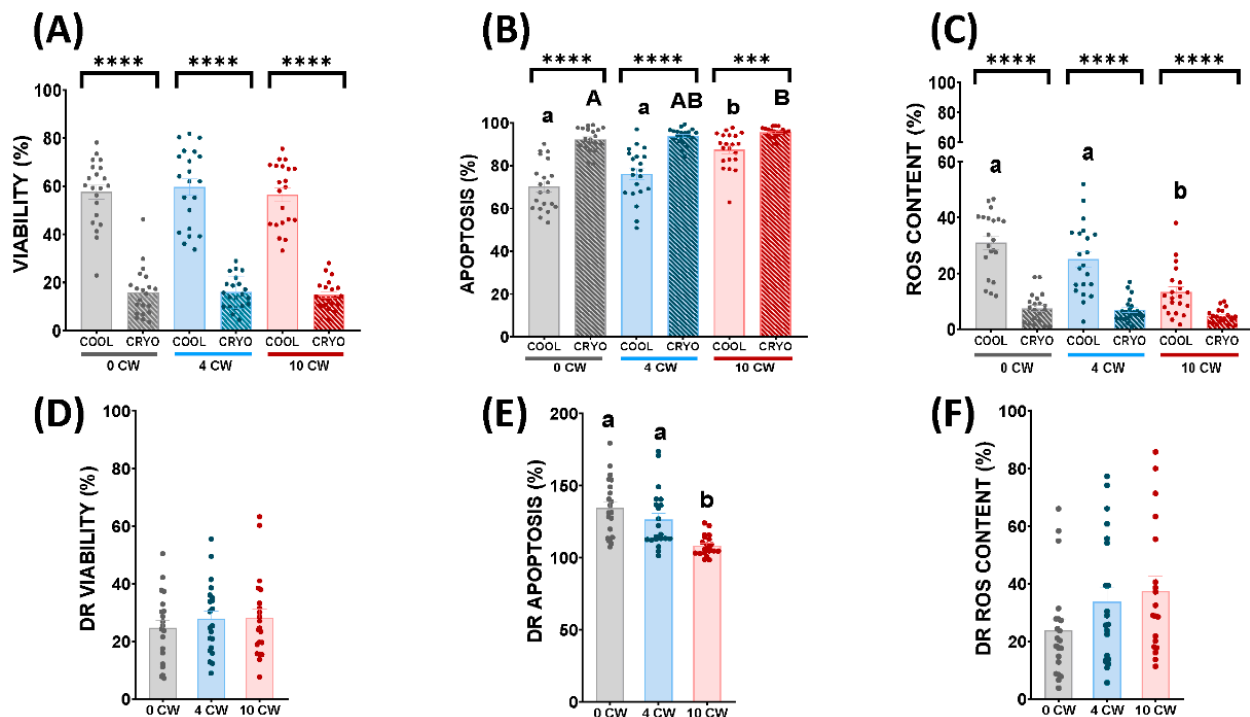 (A)
**** **** ****
VIABILITY (%)
100
80
60
40
20
0
COOL CRYO COOL CRYO COOL CRYO
0 CW 4 CW 10 CW
(B)
**** **** ***
a A a AB b B
APOPTOSIS (%)
100
80
60
40
20
0
COOL CRYO COOL CRYO COOL CRYO
0 CW 4 CW 10 CW
(C)
**** **** ****
a a b
ROS CONTENT (%)
100
80
60
60
40
20
0
COOL CRYO COOL CRYO COOL CRYO
0 CW 4 CW 10 CW
(D)
DR VIABILITY (%)
100
80
60
40
20
0
0 CW 4 CW 10 CW
(E)
a a b
DR APOPTOSIS (%)
200
150
100
50
0
0 CW 4 CW 10 CW
(F)
DR ROS CONTENT (%)
100
80
60
40
20
0
0 CW 4 CW 10 CW